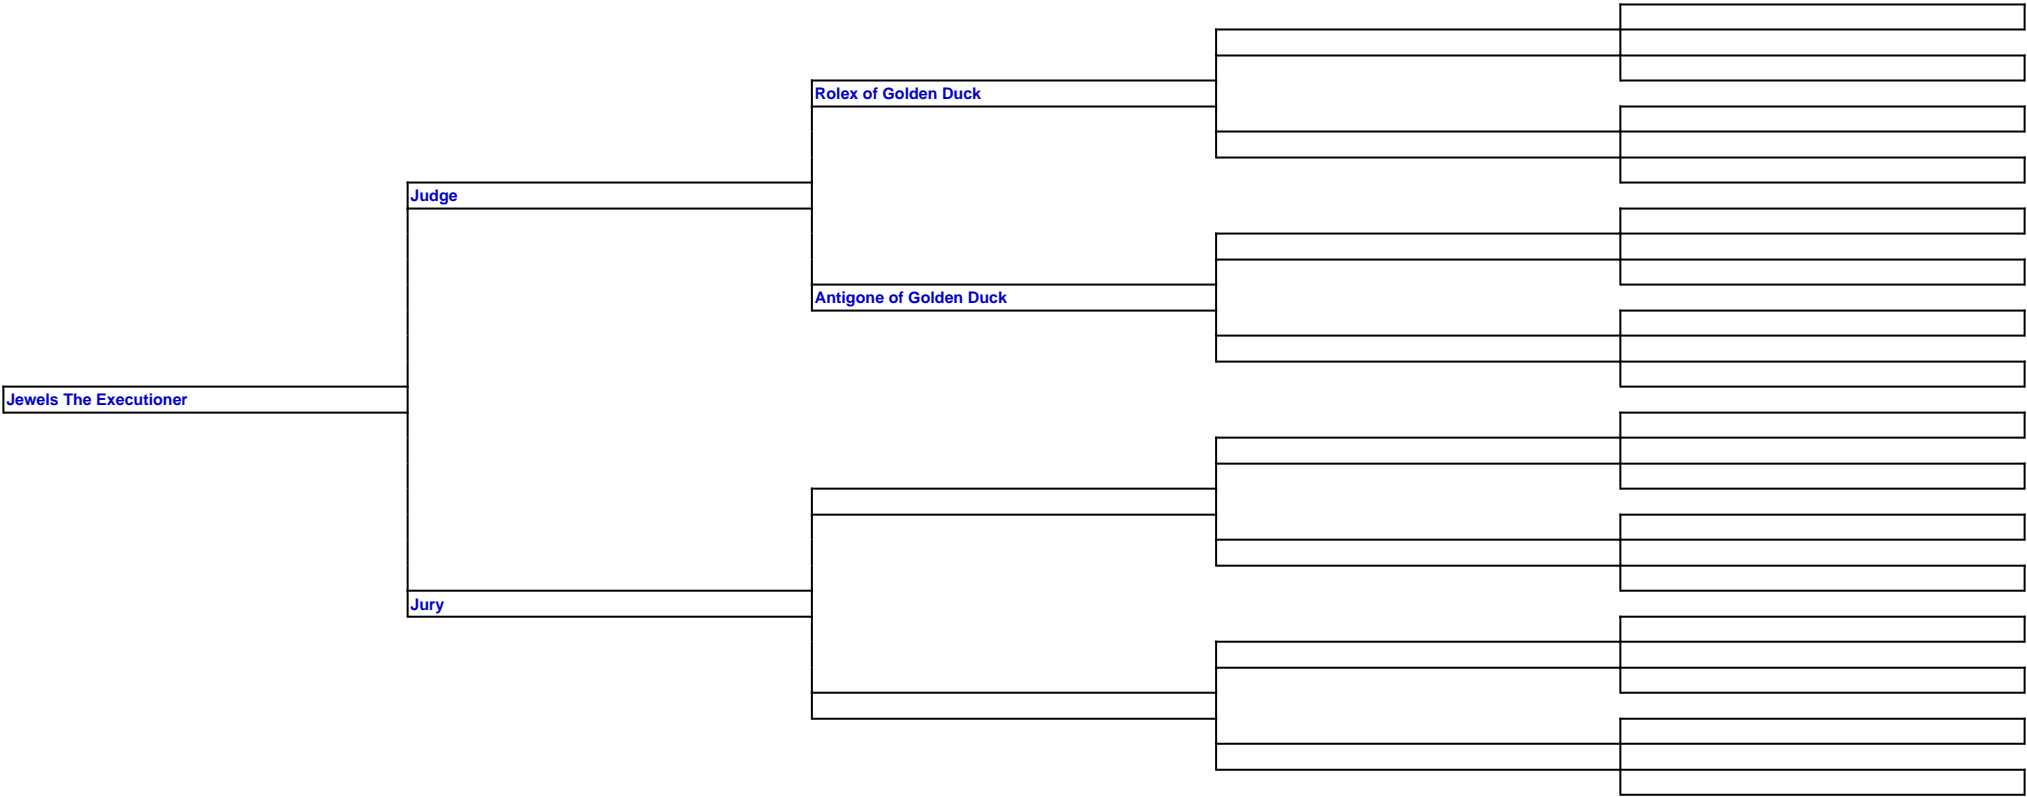 Rolex of Golden Duck
Judge
Antigone of Golden Duck
Jewels The Executioner
Jury